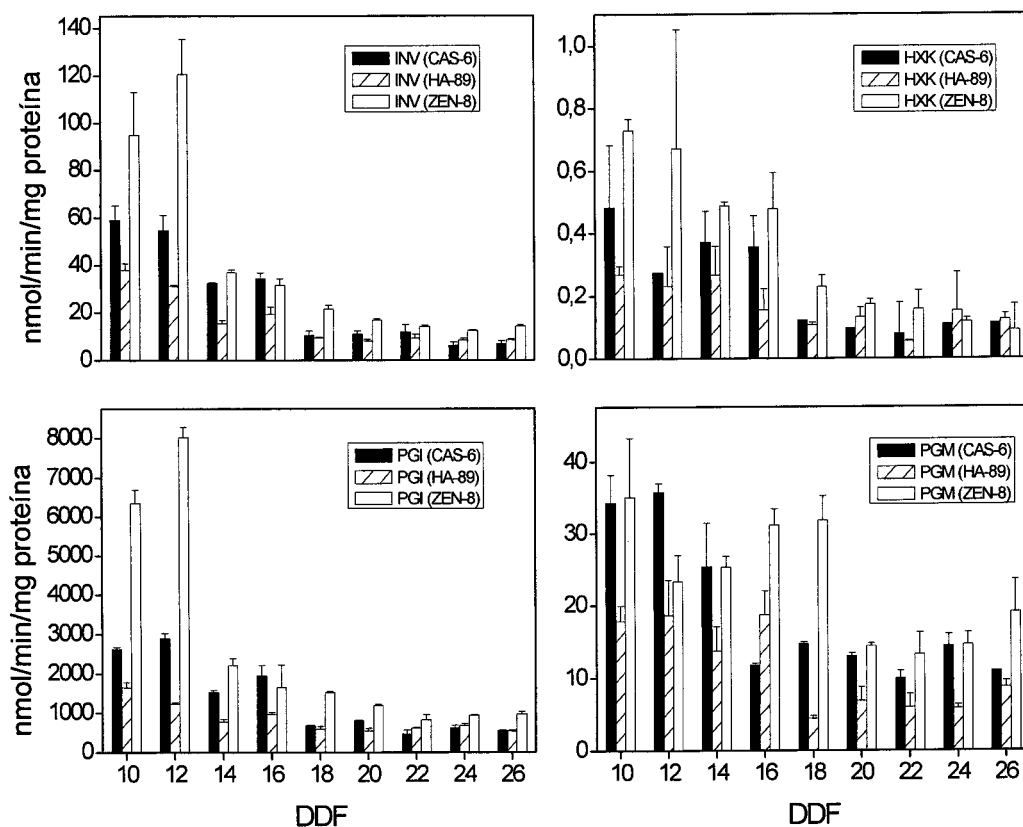 nmol/min/mg proteína
140
120
100
80
60
40
20
0
INV (CAS-6)
INV (HA-89)
INV (ZEN-8)
1,0
0,8
0,6
0,4
0,2
0,0
HXK (CAS-6)
HXK (HA-89)
HXK (ZEN-8)
nmol/min/mg proteína
8000
7000
6000
5000
4000
3000
2000
1000
0
PGI (CAS-6)
PGI (HA-89)
PGI (ZEN-8)
10 12 14 16 18 20 22 24 26
DDF
40
30
20
10
0
PGM (CAS-6)
PGM (HA-89)
PGM (ZEN-8)
10 12 14 16 18 20 22 24 26
DDF